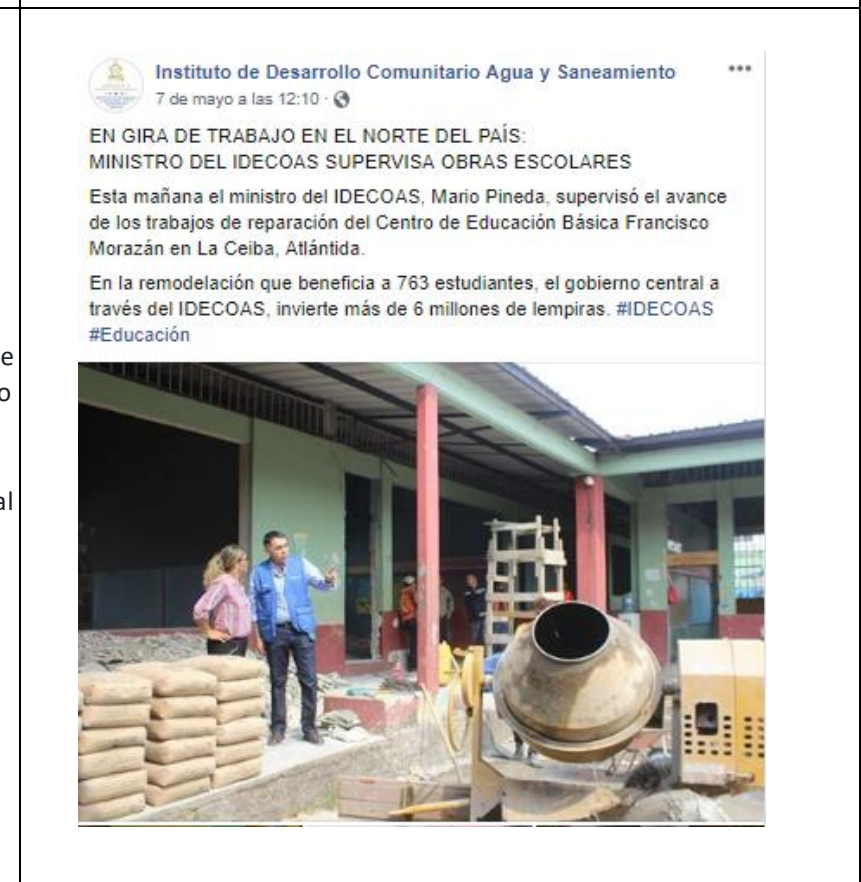 Instituto de Desarrollo Comunitario Agua y Saneamiento
7 de mayo a las 12:10 ·
EN GIRA DE TRABAJO EN EL NORTE DEL PAÍS:
MINISTRO DEL IDECOAS SUPERVISA OBRAS ESCOLARES
Esta mañana el ministro del IDECOAS, Mario Pineda, supervisó el avance
de los trabajos de reparación del Centro de Educación Básica Francisco
Morazán en La Ceiba, Atlántida.
En la remodelación que beneficia a 763 estudiantes, el gobierno central a
través del IDECOAS, invierte más de 6 millones de lempiras. #IDECOAS
#Educación